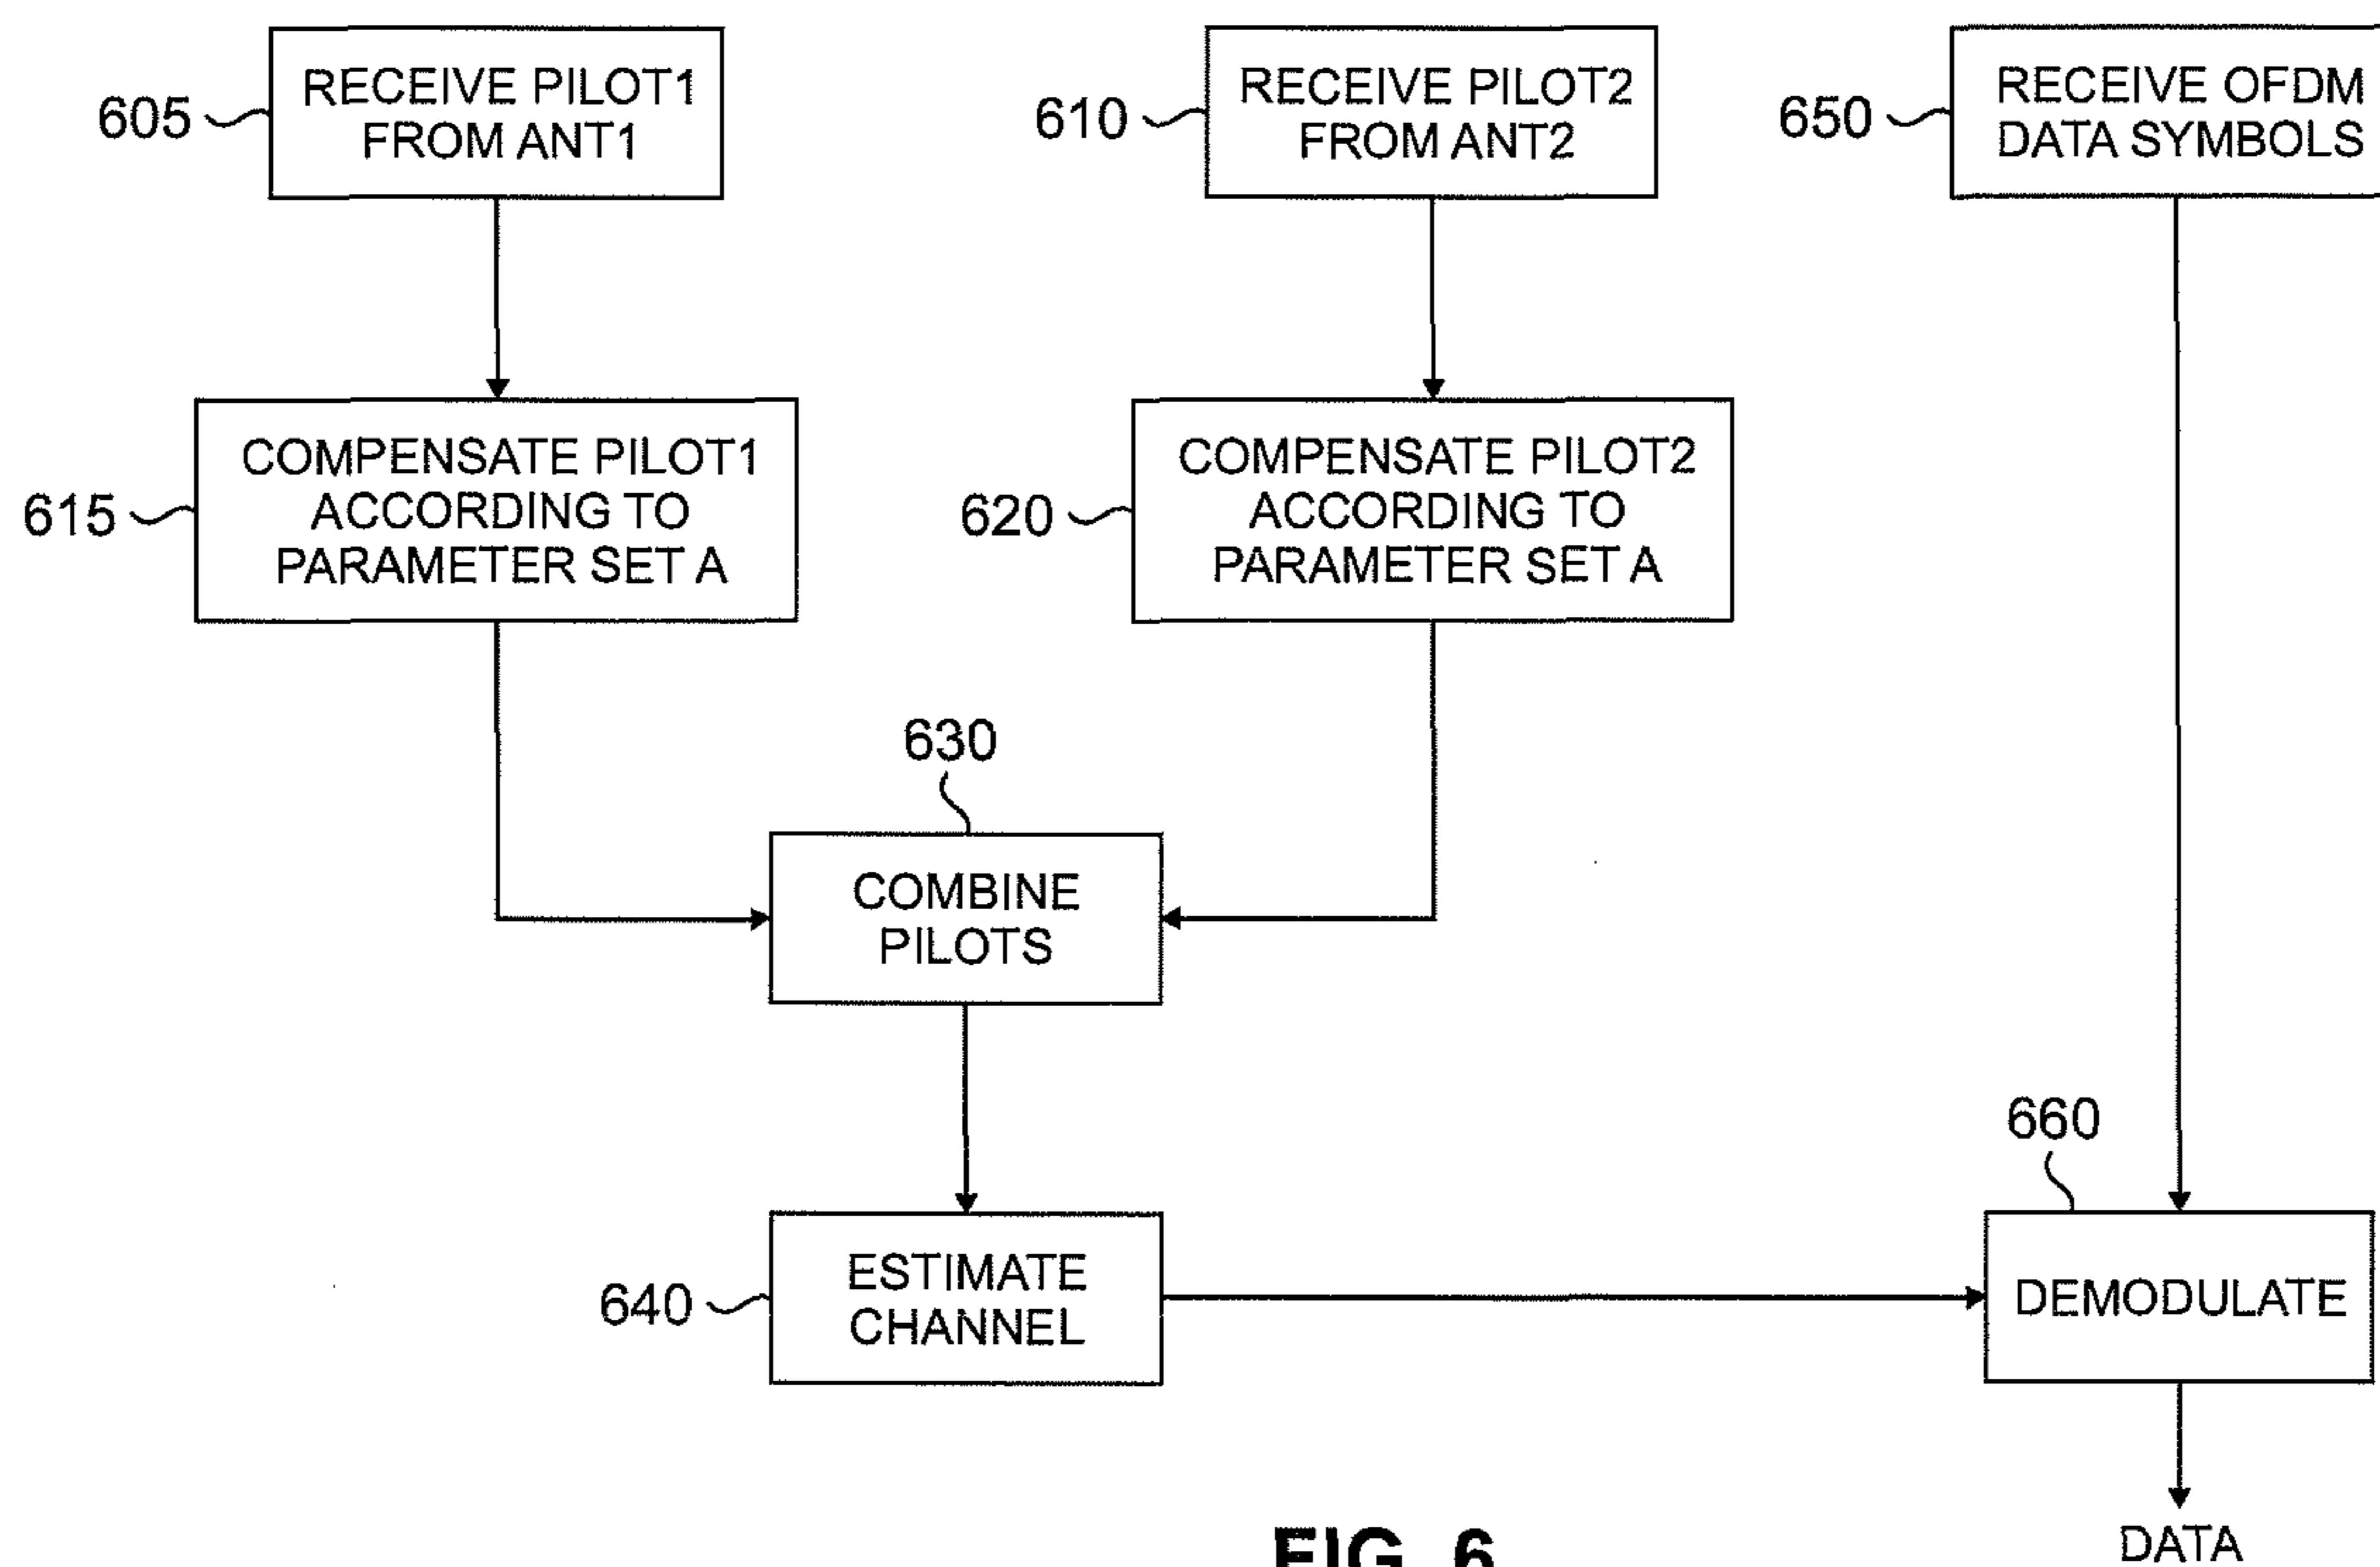 RECEIVE PILOT1
FROM ANT1
605
RECEIVE PILOT2
FROM ANT2
610
RECEIVE OFDM
DATA SYMBOLS
650
COMPENSATE PILOT1
ACCORDING TO
PARAMETER SET A
615
COMPENSATE PILOT2
ACCORDING TO
PARAMETER SET A
620
630
COMBINE
PILOTS
660
ESTIMATE
CHANNEL
640
DEMODULATE
DATA
FIG. 6